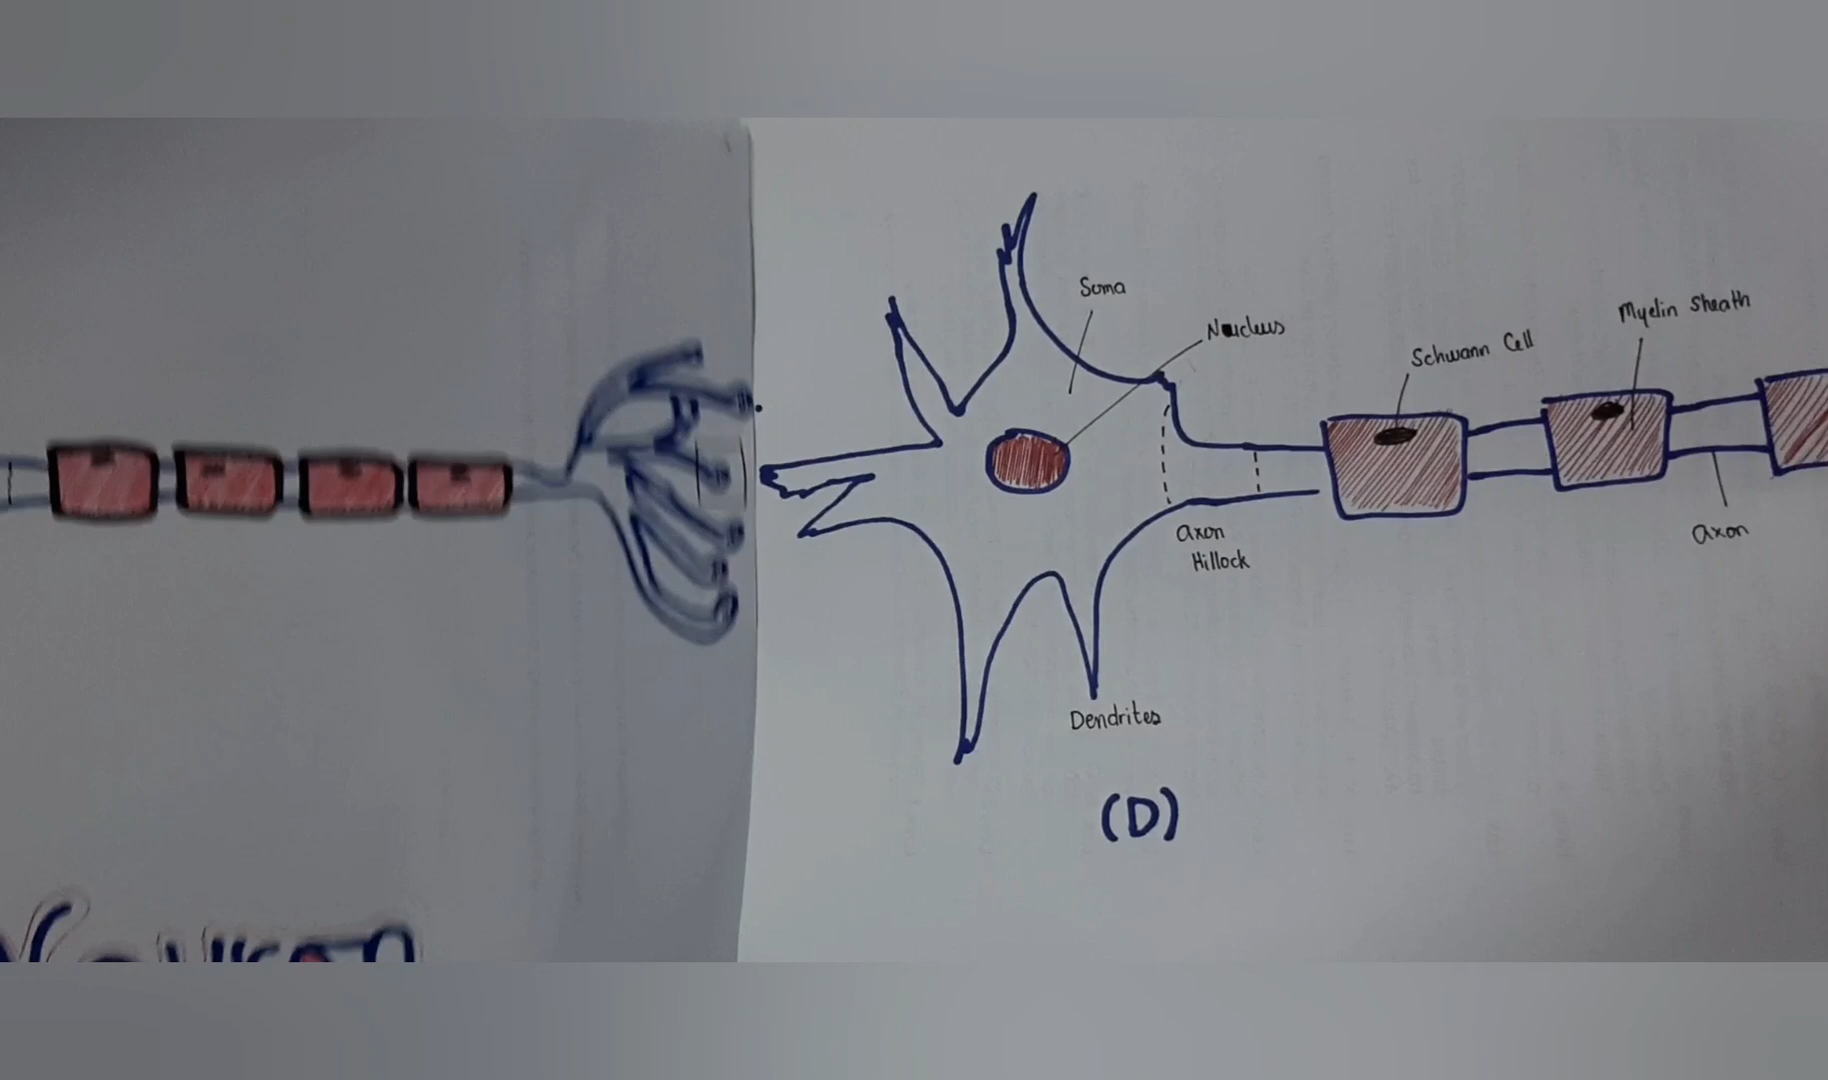 Soma
Nucleus
Schwann Cell
Myelin Sheath
axon
Hillock
axon
Dendrites
(D)